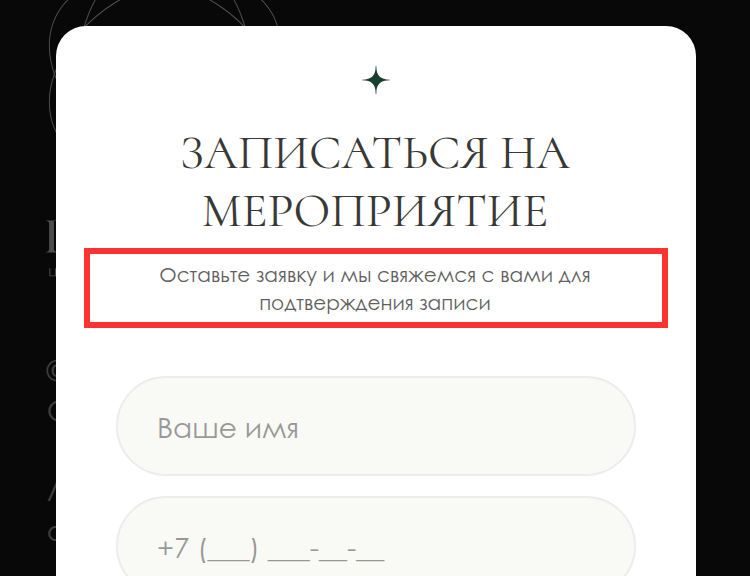 ЗАПИСАТЬСЯ НА
МЕРОПРИЯТИЕ
Оставьте заявку и мы свяжемся с вами для
подтверждения записи
Ваше имя
+7 (___) ___-__-__